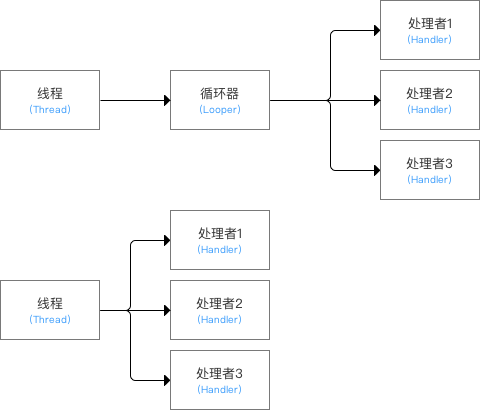 处理者1
(Handler)
线程
(Thread)
循环器
(Looper)
处理者2
(Handler)
处理者3
(Handler)
处理者1
(Handler)
线程
(Thread)
处理者2
(Handler)
处理者3
(Handler)